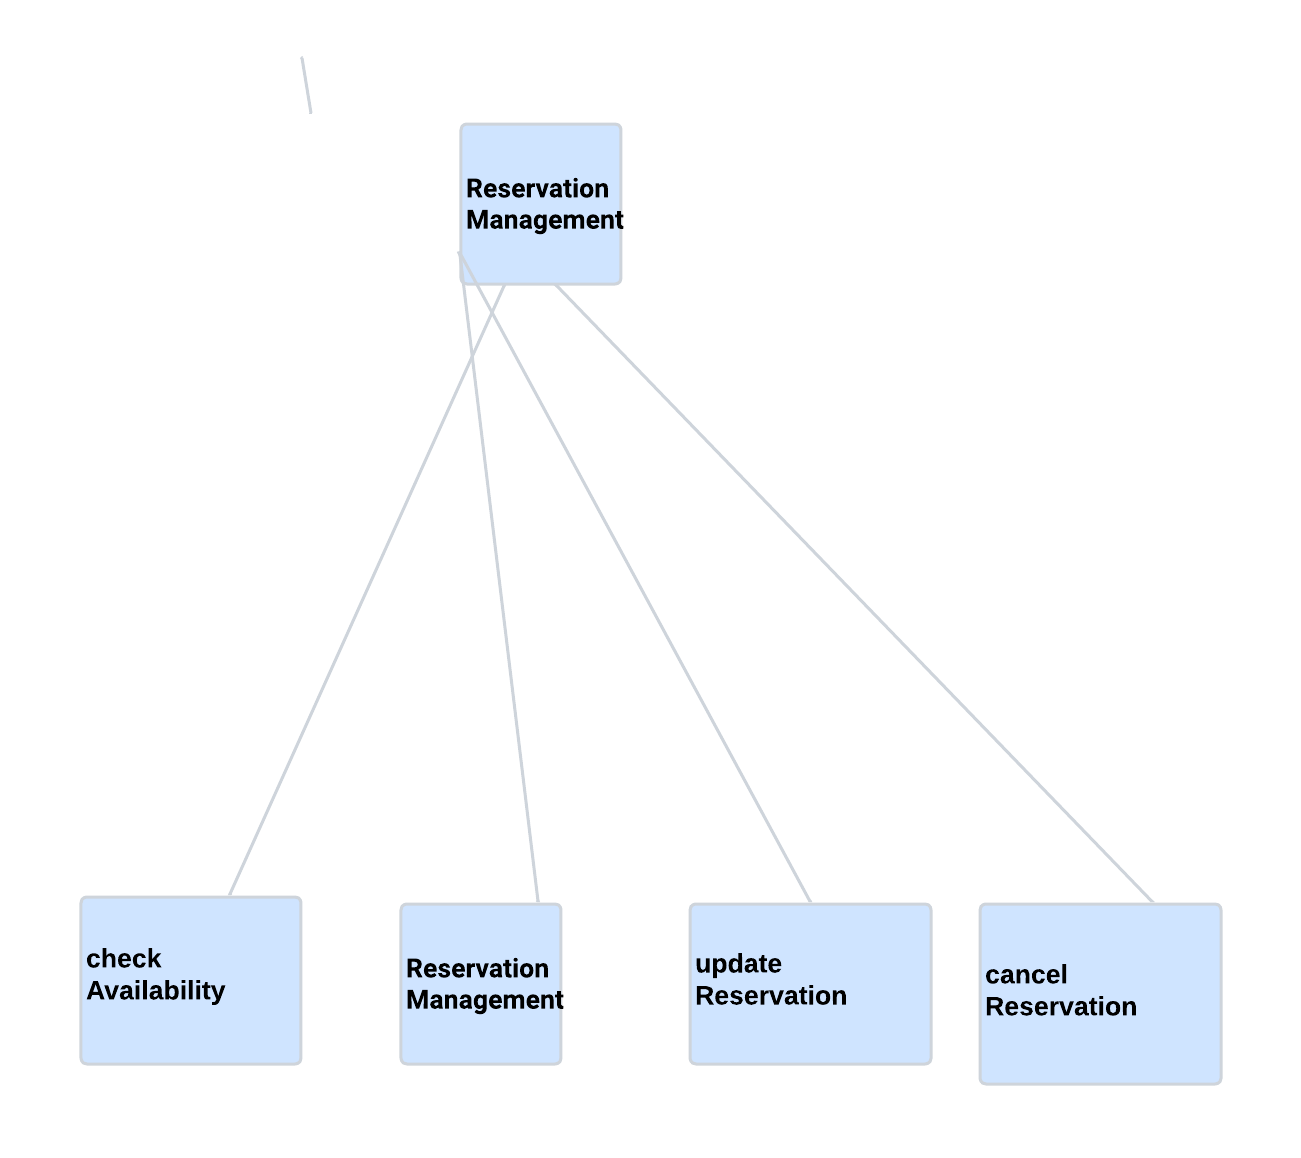 Reservation
Management
check
Availability
Reservation
Management
update
Reservation
cancel
Reservation